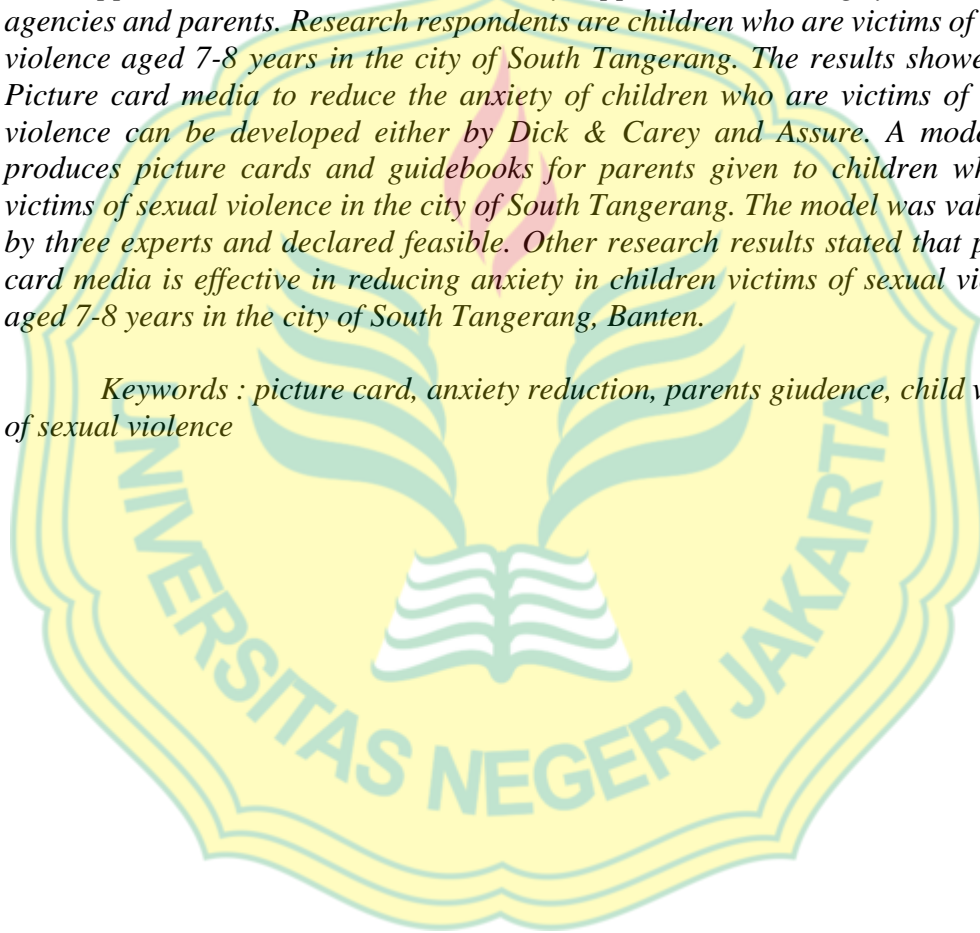 agencies and parents. Research respondents are children who are victims of
violence aged 7-8 years in the city of South Tangerang. The results showe
Picture card media to reduce the anxiety of children who are victims of
violence can be developed either by Dick & Carey and Assure. A mode
produces picture cards and guidebooks for parents given to children wh
victims of sexual violence in the city of South Tangerang. The model was val
by three experts and declared feasible. Other research results stated that p
card media is effective in reducing anxiety in children victims of sexual vi
aged 7-8 years in the city of South Tangerang, Banten.
Keywords : picture card, anxiety reduction, parents giudence, child v
of sexual violence
UNIVERSITAS NEGERI JAKARTA